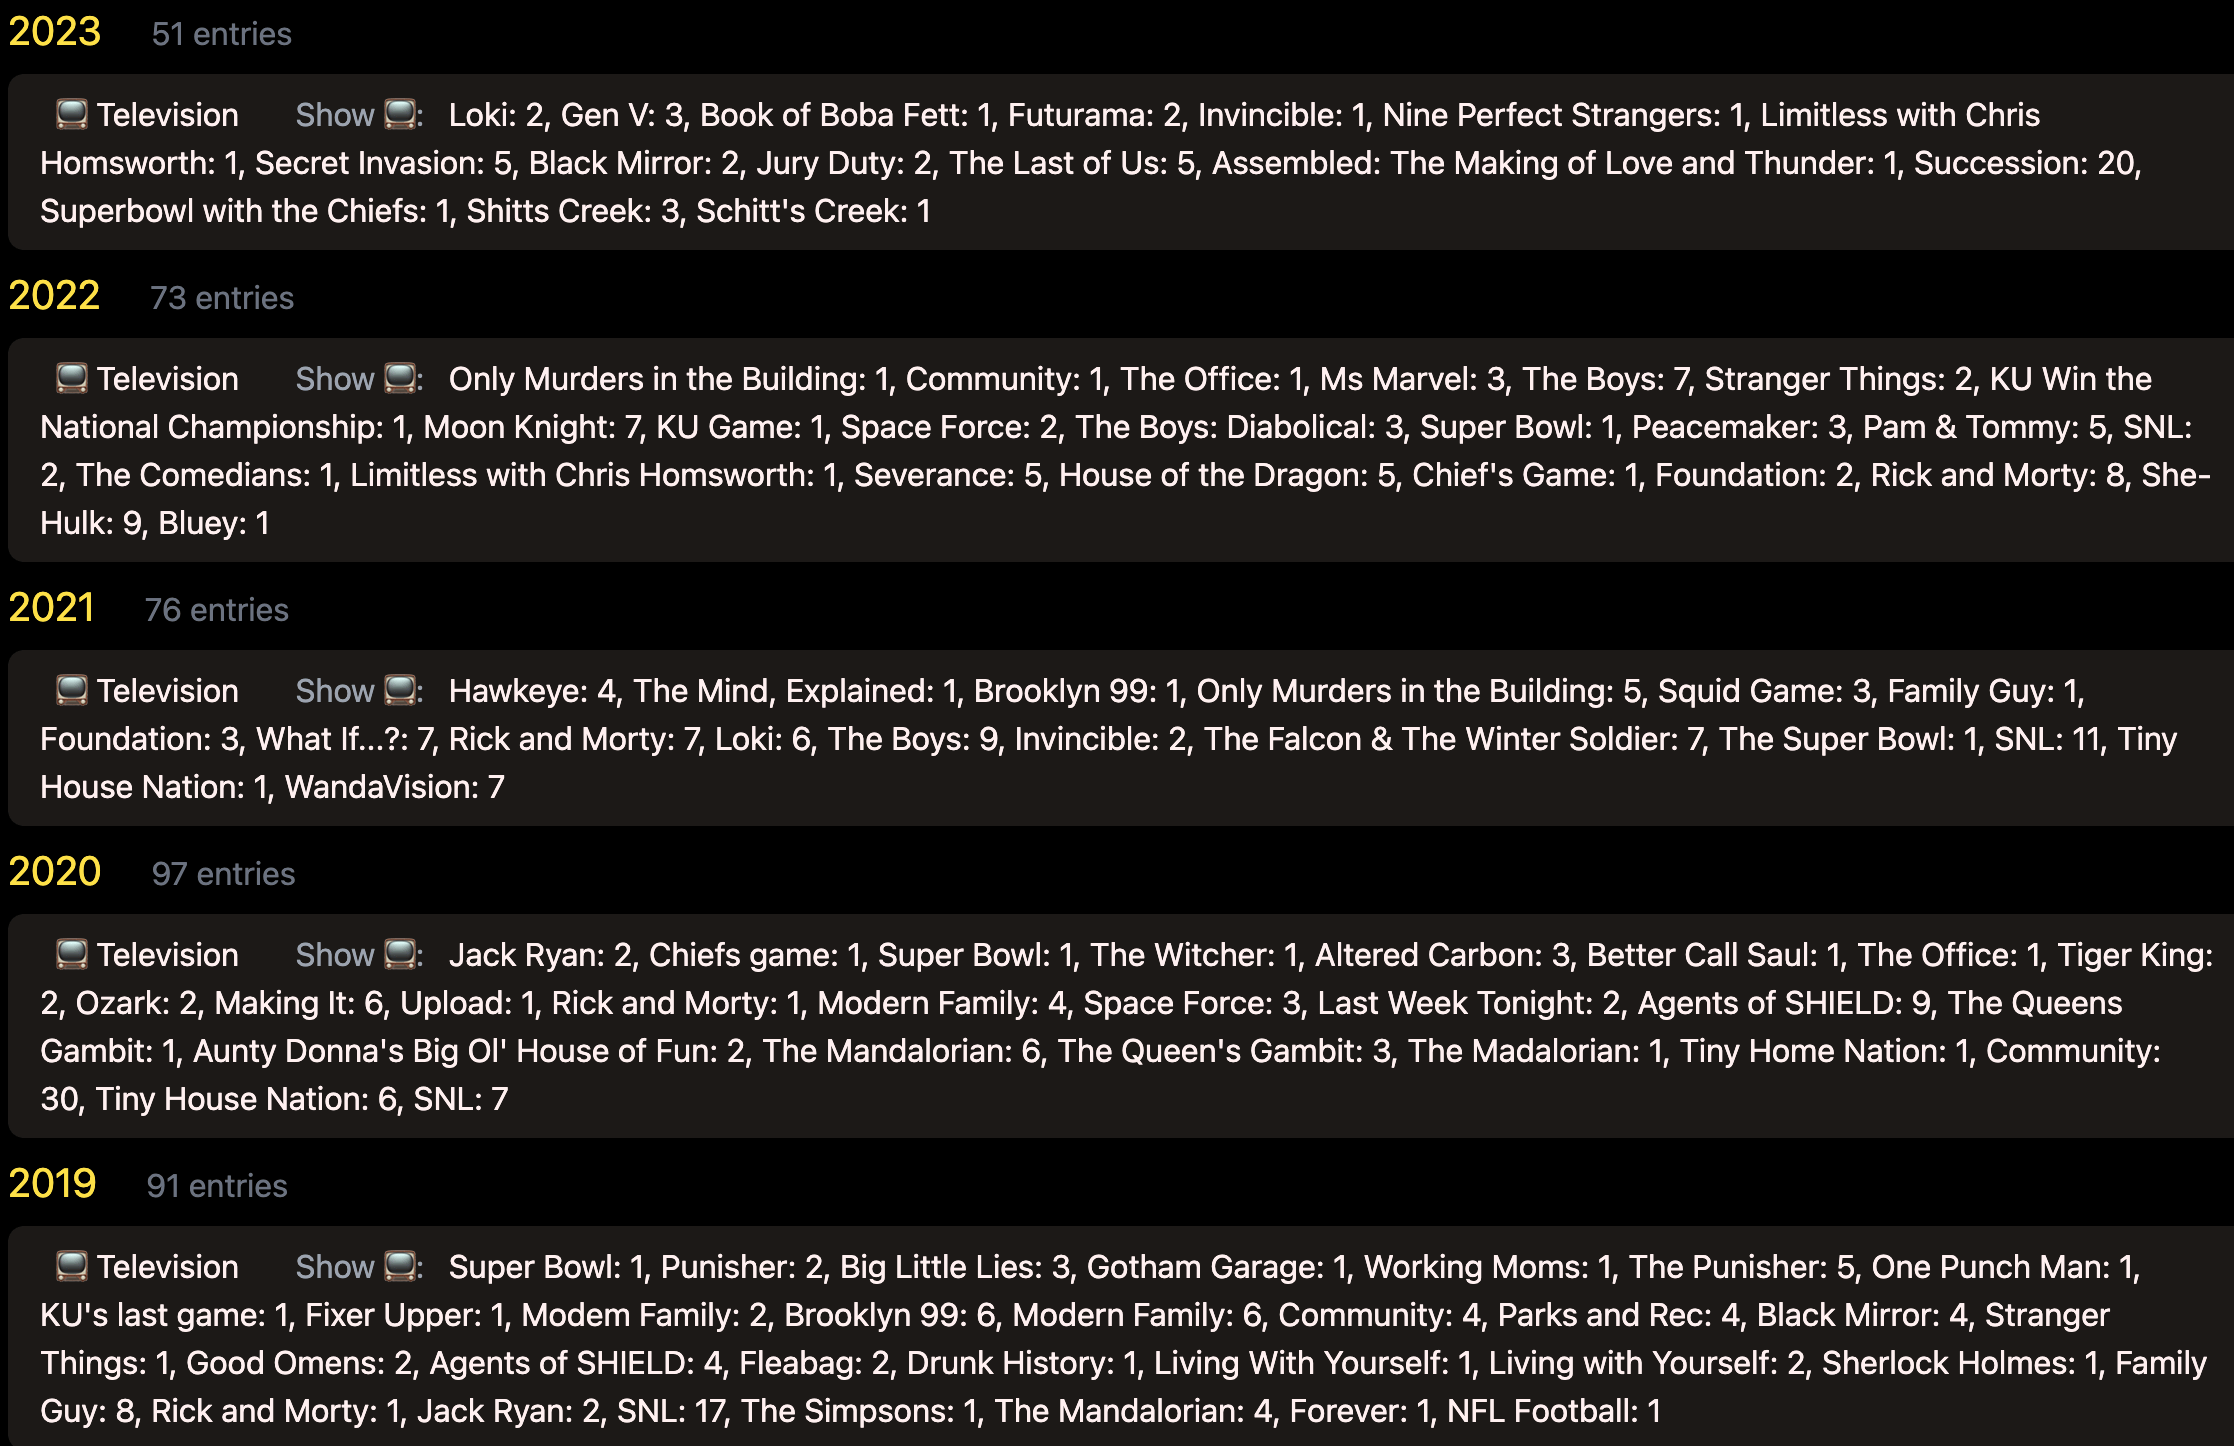 2023 51 entries
📺 Television Show 📺: Loki: 2, Gen V: 3, Book of Boba Fett: 1, Futurama: 2, Invincible: 1, Nine Perfect Strangers: 1, Limitless with Chris
Homsworth: 1, Secret Invasion: 5, Black Mirror: 2, Jury Duty: 2, The Last of Us: 5, Assembled: The Making of Love and Thunder: 1, Succession: 20,
Superbowl with the Chiefs: 1, Shitts Creek: 3, Schitt's Creek: 1
2022 73 entries
📺 Television Show 📺: Only Murders in the Building: 1, Community: 1, The Office: 1, Ms Marvel: 3, The Boys: 7, Stranger Things: 2, KU Win the
National Championship: 1, Moon Knight: 7, KU Game: 1, Space Force: 2, The Boys: Diabolical: 3, Super Bowl: 1, Peacemaker: 3, Pam & Tommy: 5, SNL:
2, The Comedians: 1, Limitless with Chris Homsworth: 1, Severance: 5, House of the Dragon: 5, Chief's Game: 1, Foundation: 2, Rick and Morty: 8, She-
Hulk: 9, Bluey: 1
2021 76 entries
📺 Television Show 📺: Hawkeye: 4, The Mind, Explained: 1, Brooklyn 99: 1, Only Murders in the Building: 5, Squid Game: 3, Family Guy: 1,
Foundation: 3, What If...?: 7, Rick and Morty: 7, Loki: 6, The Boys: 9, Invincible: 2, The Falcon & The Winter Soldier: 7, The Super Bowl: 1, SNL: 11, Tiny
House Nation: 1, WandaVision: 7
2020 97 entries
📺 Television Show 📺: Jack Ryan: 2, Chiefs game: 1, Super Bowl: 1, The Witcher: 1, Altered Carbon: 3, Better Call Saul: 1, The Office: 1, Tiger King:
2, Ozark: 2, Making It: 6, Upload: 1, Rick and Morty: 1, Modern Family: 4, Space Force: 3, Last Week Tonight: 2, Agents of SHIELD: 9, The Queens
Gambit: 1, Aunty Donna's Big Ol' House of Fun: 2, The Mandalorian: 6, The Queen's Gambit: 3, The Madalorian: 1, Tiny Home Nation: 1, Community:
30, Tiny House Nation: 6, SNL: 7
2019 91 entries
📺 Television Show 📺: Super Bowl: 1, Punisher: 2, Big Little Lies: 3, Gotham Garage: 1, Working Moms: 1, The Punisher: 5, One Punch Man: 1,
KU's last game: 1, Fixer Upper: 1, Modem Family: 2, Brooklyn 99: 6, Modern Family: 6, Community: 4, Parks and Rec: 4, Black Mirror: 4, Stranger
Things: 1, Good Omens: 2, Agents of SHIELD: 4, Fleabag: 2, Drunk History: 1, Living With Yourself: 1, Living with Yourself: 2, Sherlock Holmes: 1, Family
Guy: 8, Rick and Morty: 1, Jack Ryan: 2, SNL: 17, The Simpsons: 1, The Mandalorian: 4, Forever: 1, NFL Football: 1